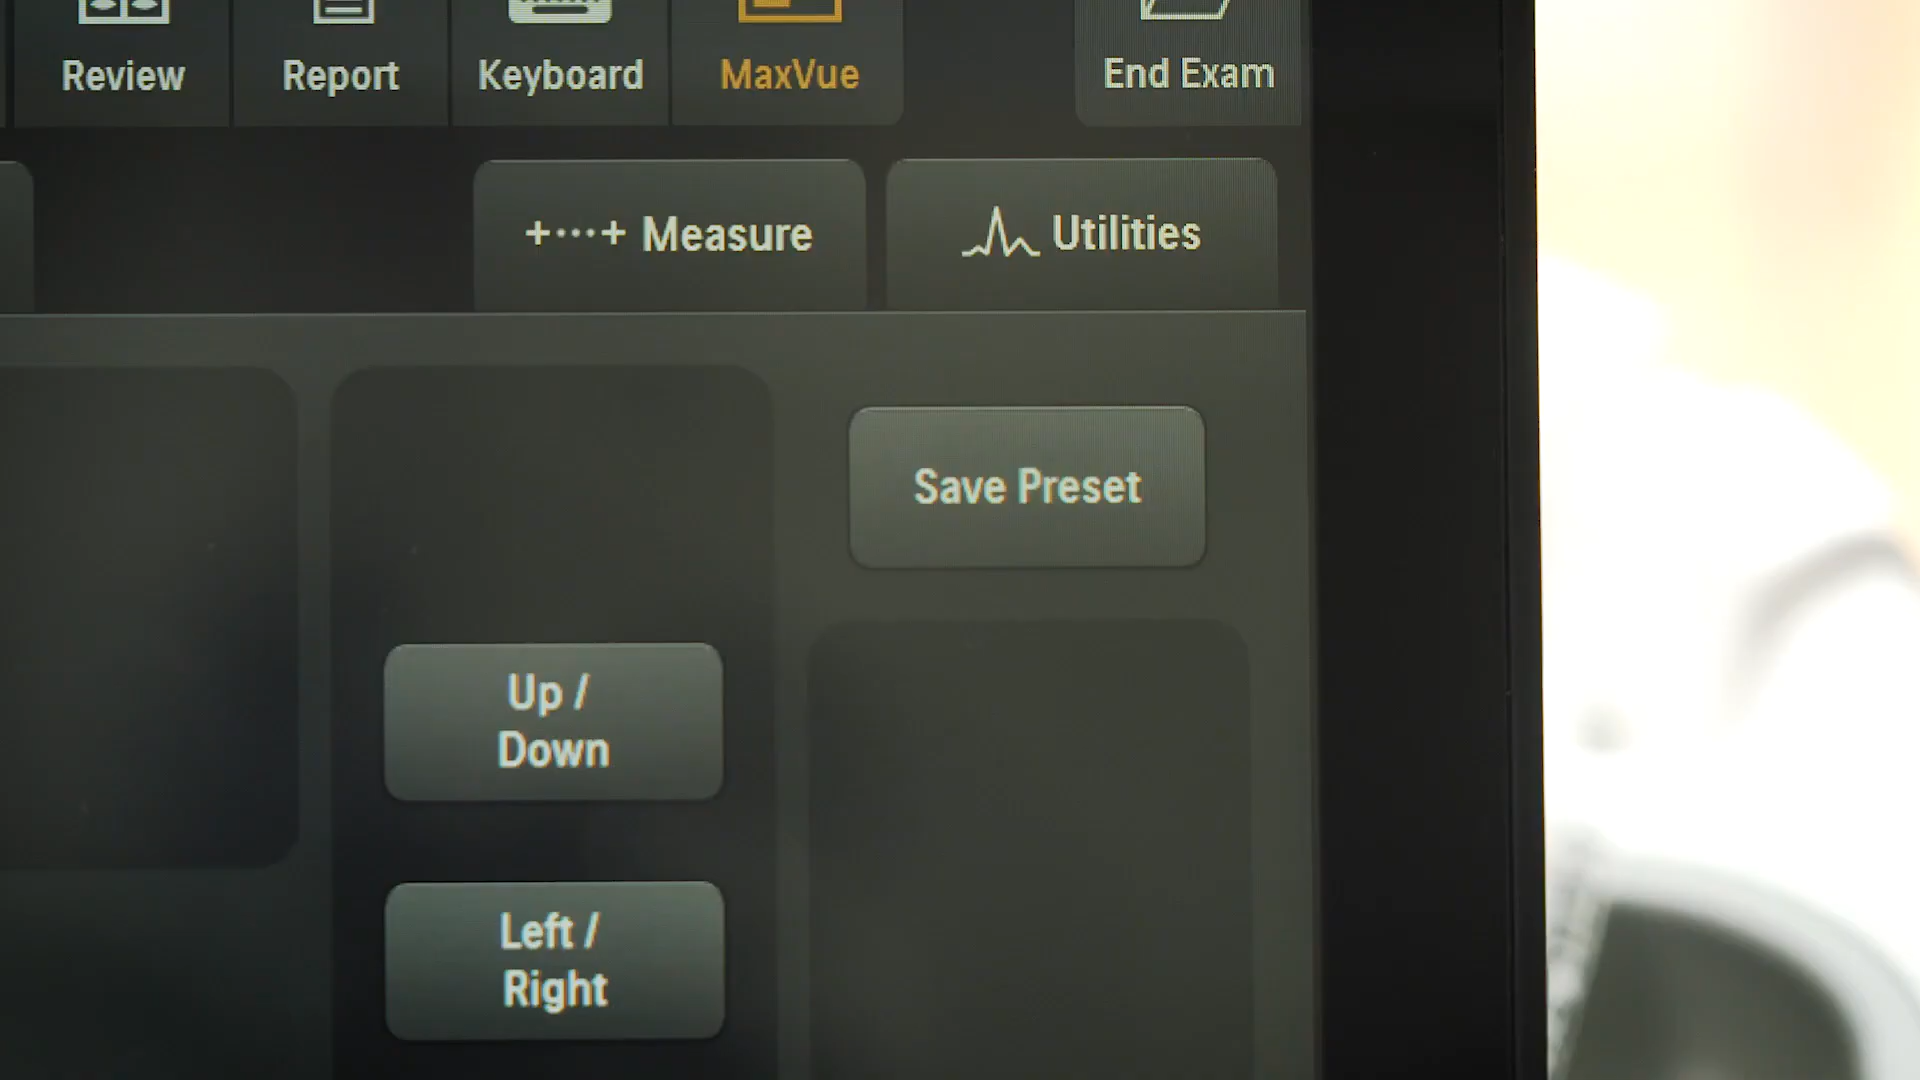 Review
Report
Keyboard
MaxVue
End Exam
Measure
Utilities
Save Preset
Up /
Down
Left /
Right